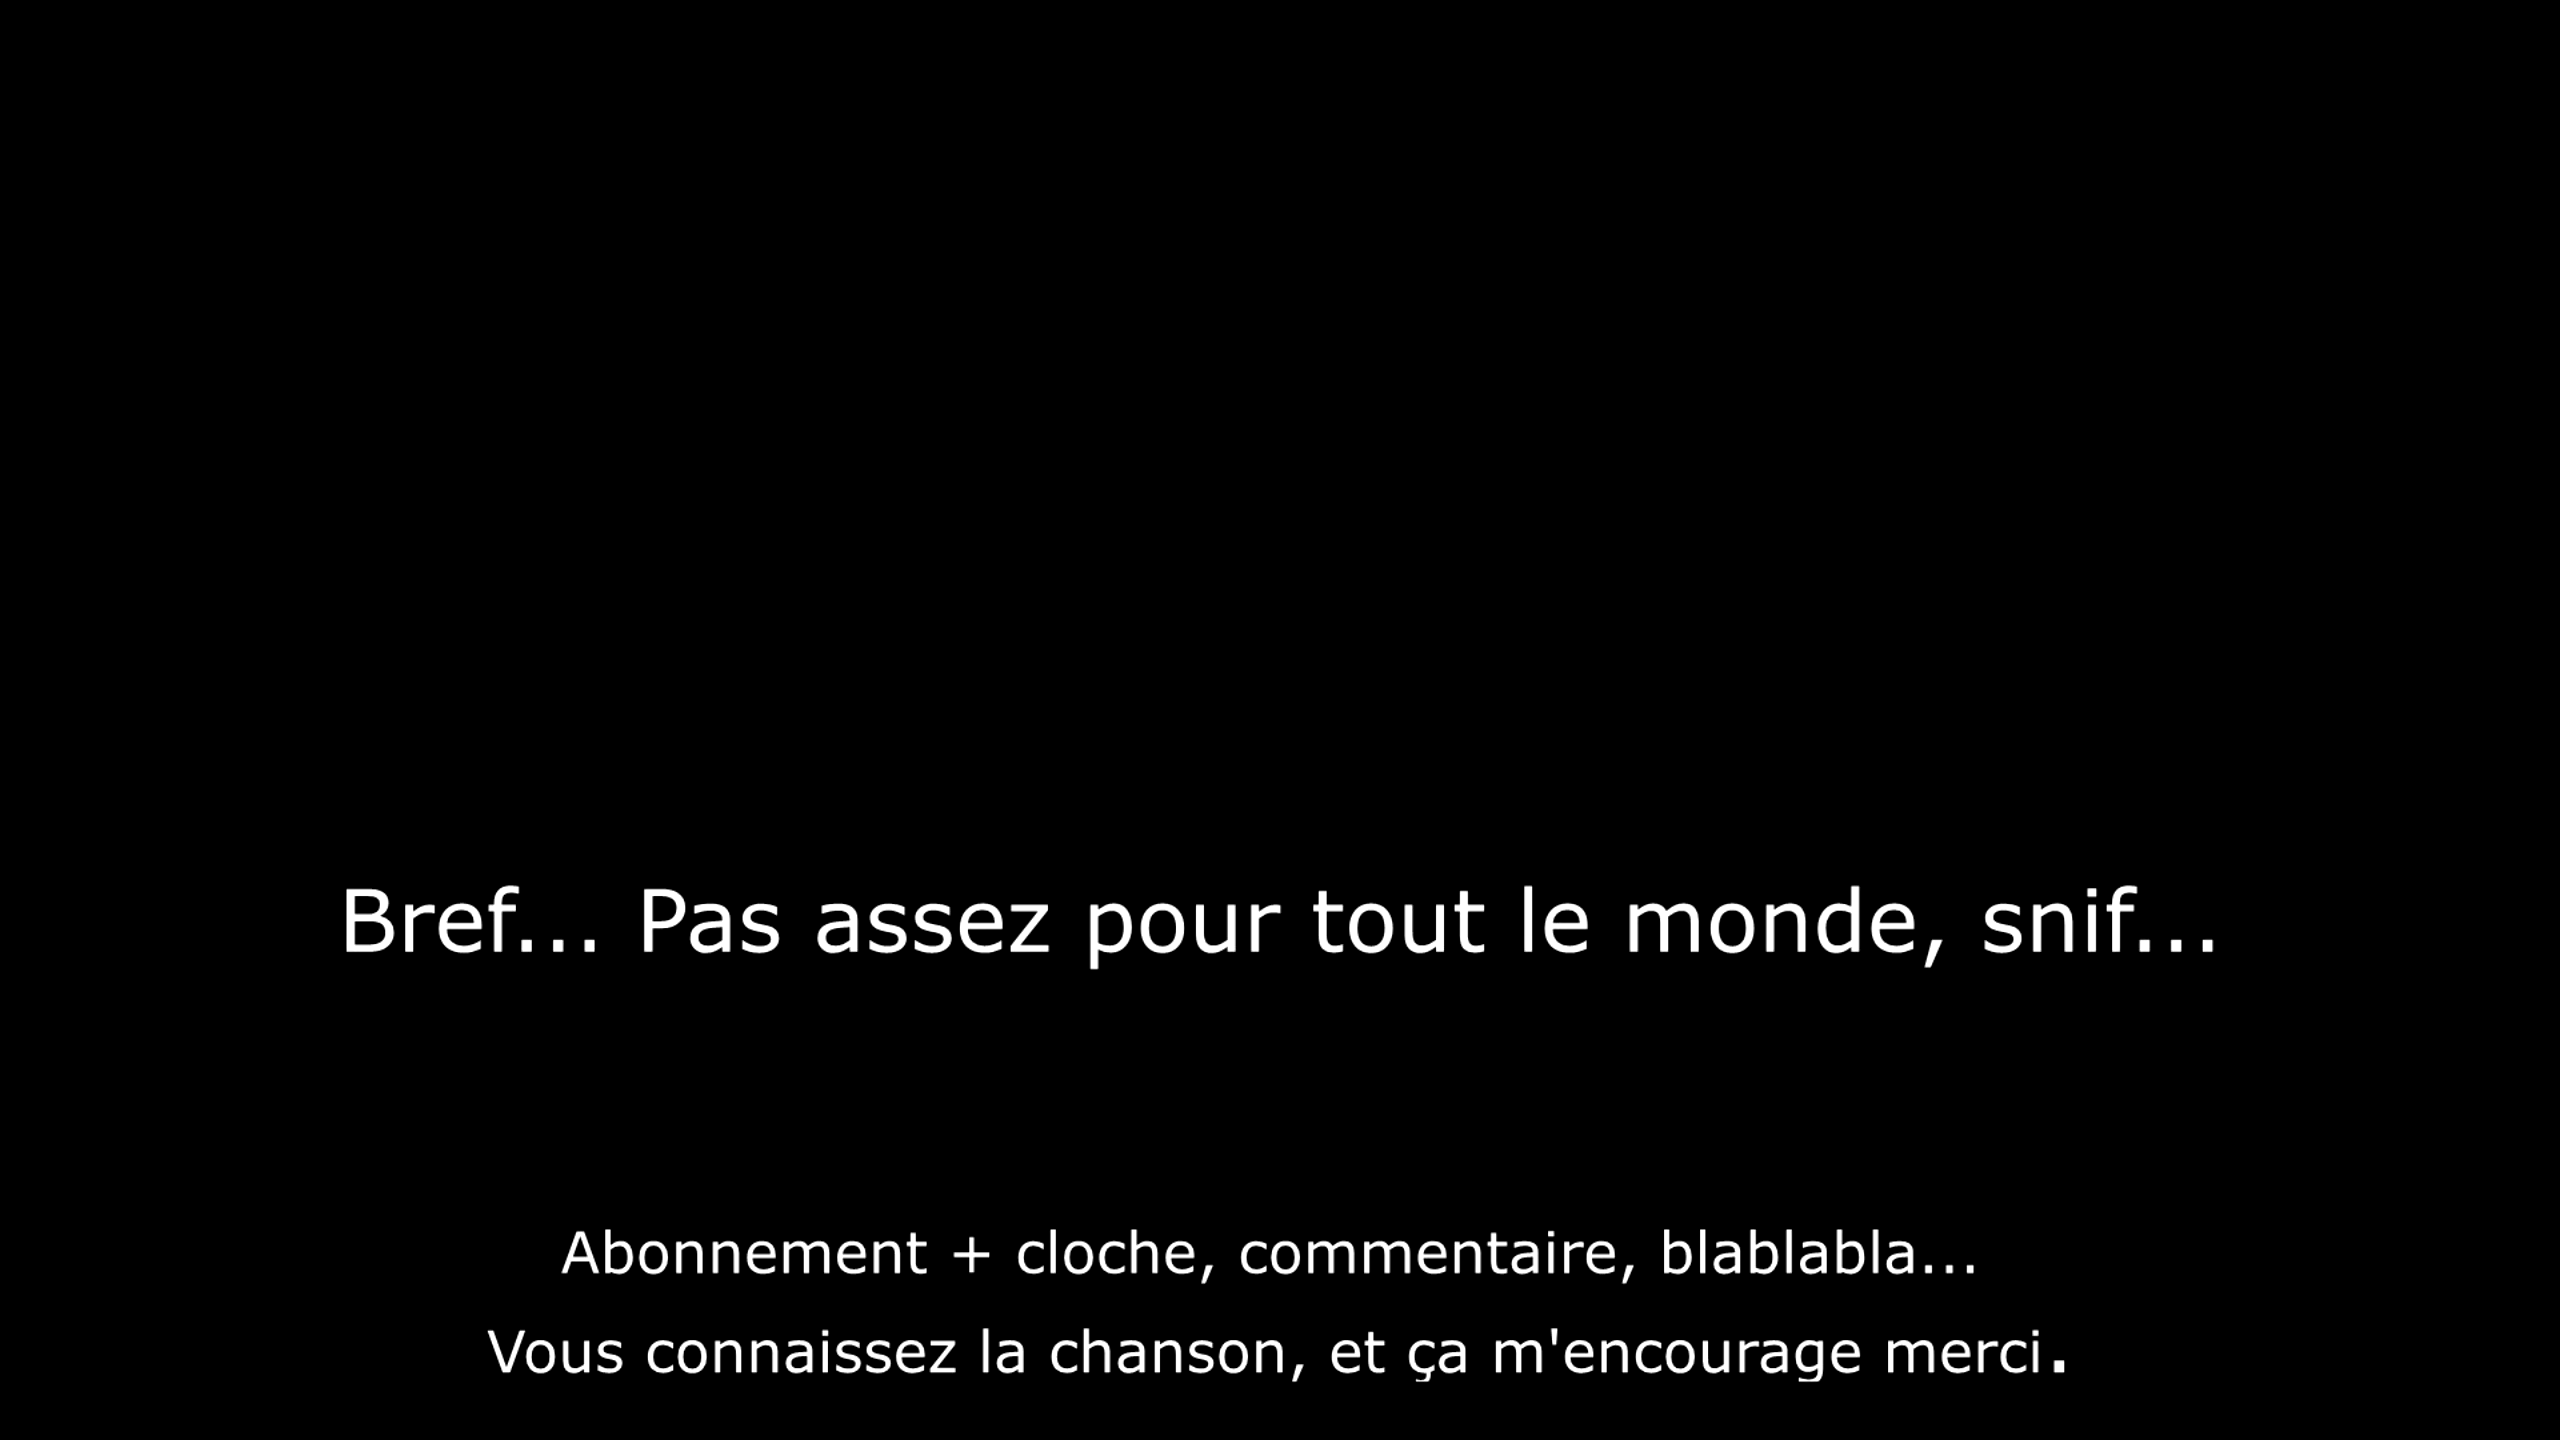 Bref... Pas assez pour tout le monde, snif...
Abonnement + cloche, commentaire, blablabla...
Vous connaissez la chanson, et ça m'encourage merci.